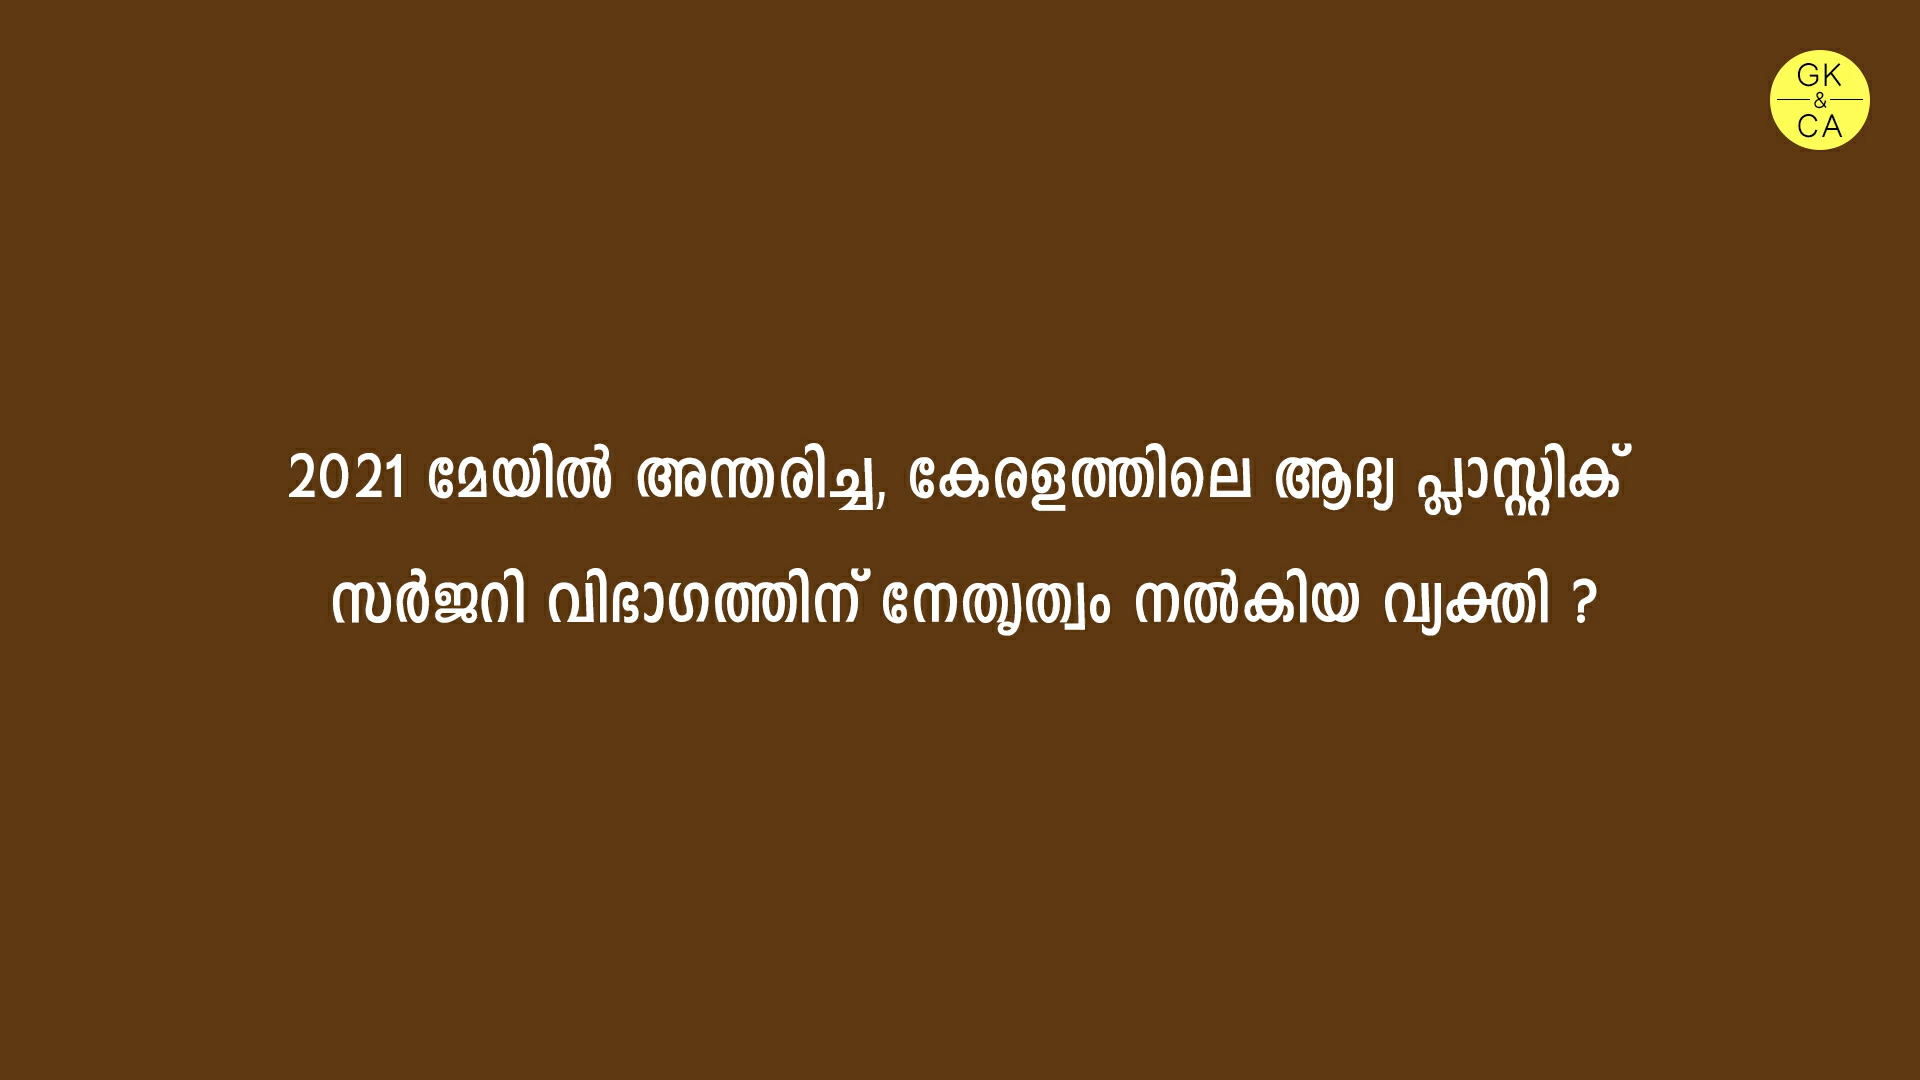 GK
&
CA
2021 മേയിൽ അന്തരിച്ച, കേരളത്തിലെ ആദ്യ പ്ലാസ്റ്റിക്
സർജറി വിഭാഗത്തിന് നേതൃത്വം നൽകിയ വ്യക്തി ?